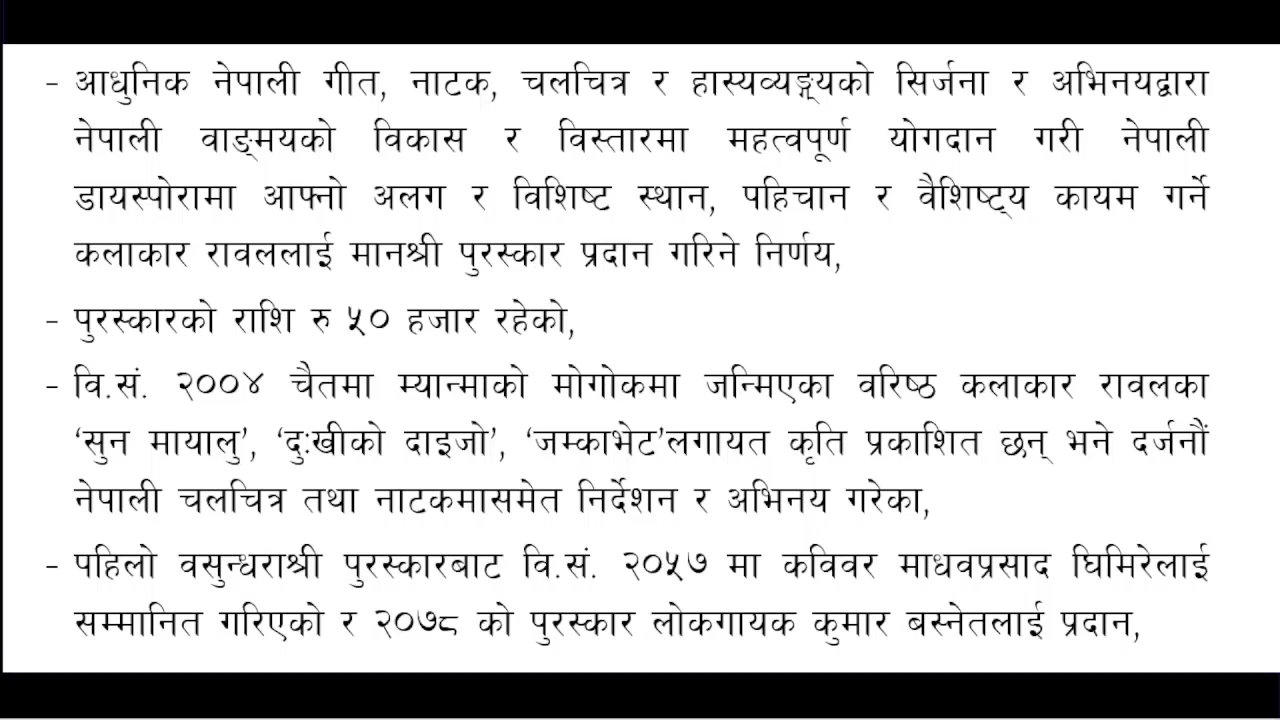 - आधुनिक नेपाली गीत, नाटक, चलचित्र र हास्यव्यङ्ग्यको सिर्जना र अभिनयद्वारा
नेपाली वाङ्मयको विकास र विस्तारमा महत्वपूर्ण योगदान गरी नेपाली
डायस्पोरामा आफ्नो अलग र विशिष्ट स्थान, पहिचान र वैशिष्ट्य कायम गर्ने
कलाकार रावललाई मानश्री पुरस्कार प्रदान गरिने निर्णय,
- पुरस्कारको राशि रु ५० हजार रहेको,
- वि.सं. २००४ चैतमा म्यान्माको मोगोकमा जन्मिएका वरिष्ठ कलाकार रावलका
‘सुन मायालु’, ‘दुःखीको दाइजो’, ‘जम्काभेट’लगायत कृति प्रकाशित छन् भने दर्जनौं
नेपाली चलचित्र तथा नाटकमासमेत निर्देशन र अभिनय गरेका,
- पहिलो वसुन्धराश्री पुरस्कारबाट वि.सं. २०५७ मा कविवर माधवप्रसाद घिमिरेलाई
सम्मानित गरिएको र २०७८ को पुरस्कार लोकगायक कुमार बस्नेतलाई प्रदान,